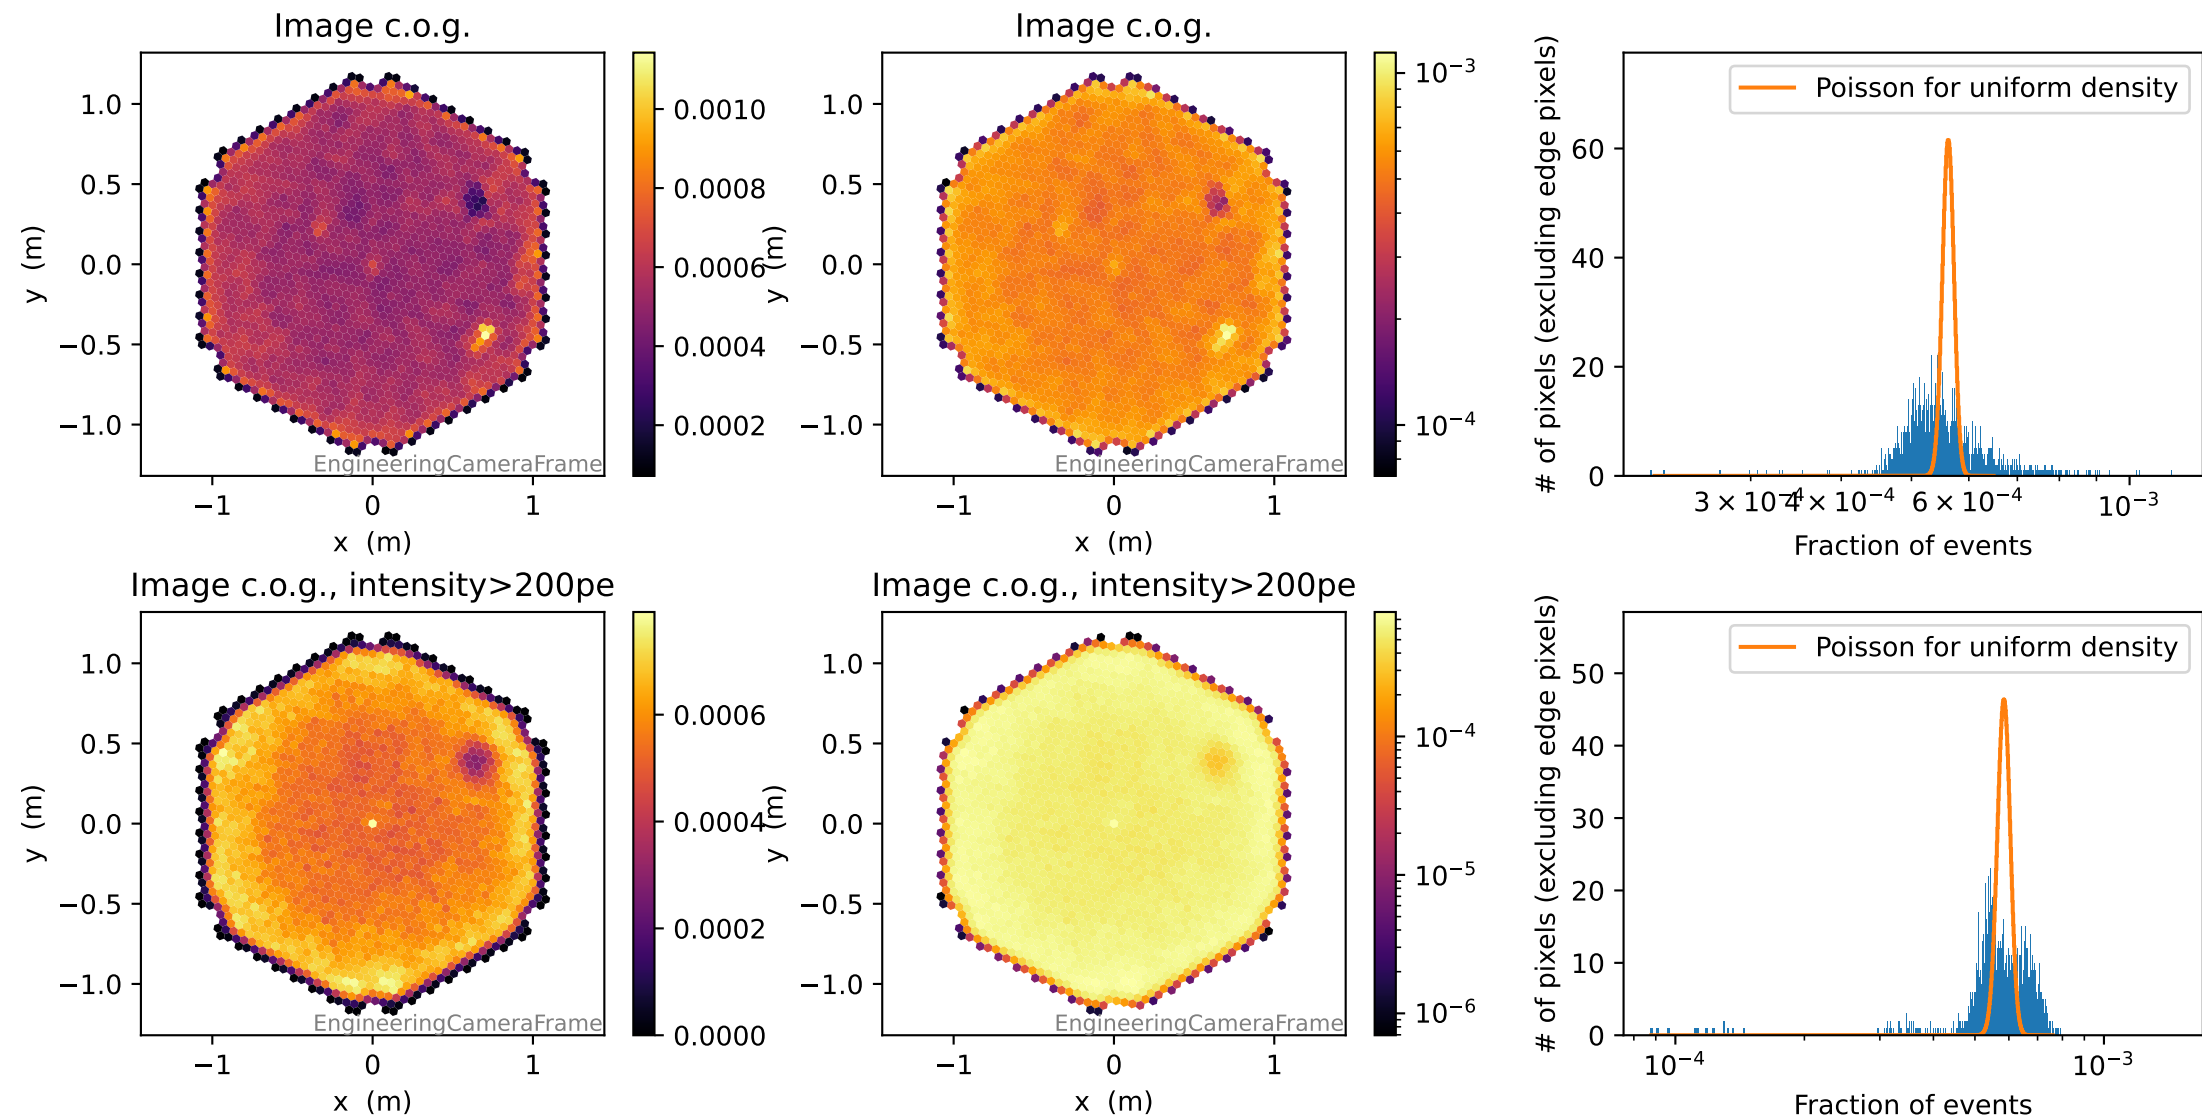 Image c.o.g.
1.0
0.5
0.0
−0.5
−1.0
y (m)
EngineeringCameraFrame
−1 0 1
x (m)
0.0010
0.0008
0.0006
0.0004
0.0002
Image c.o.g.
1.0
0.5
0.0
−0.5
−1.0
y (m)
EngineeringCameraFrame
−1 0 1
x (m)
10⁻³
10⁻⁴
Poisson for uniform density
60
40
20
0
# of pixels (excluding edge pixels)
3 × 10⁻⁴ 4 × 10⁻⁴ 6 × 10⁻⁴ 10⁻³
Fraction of events
Image c.o.g., intensity>200pe
1.0
0.5
0.0
−0.5
−1.0
y (m)
EngineeringCameraFrame
−1 0 1
x (m)
0.0006
0.0004
0.0002
0.0000
Image c.o.g., intensity>200pe
1.0
0.5
0.0
−0.5
−1.0
y (m)
EngineeringCameraFrame
−1 0 1
x (m)
10⁻⁴
10⁻⁵
10⁻⁶
Poisson for uniform density
50
40
30
20
10
0
# of pixels (excluding edge pixels)
10⁻⁴ 10⁻³
Fraction of events